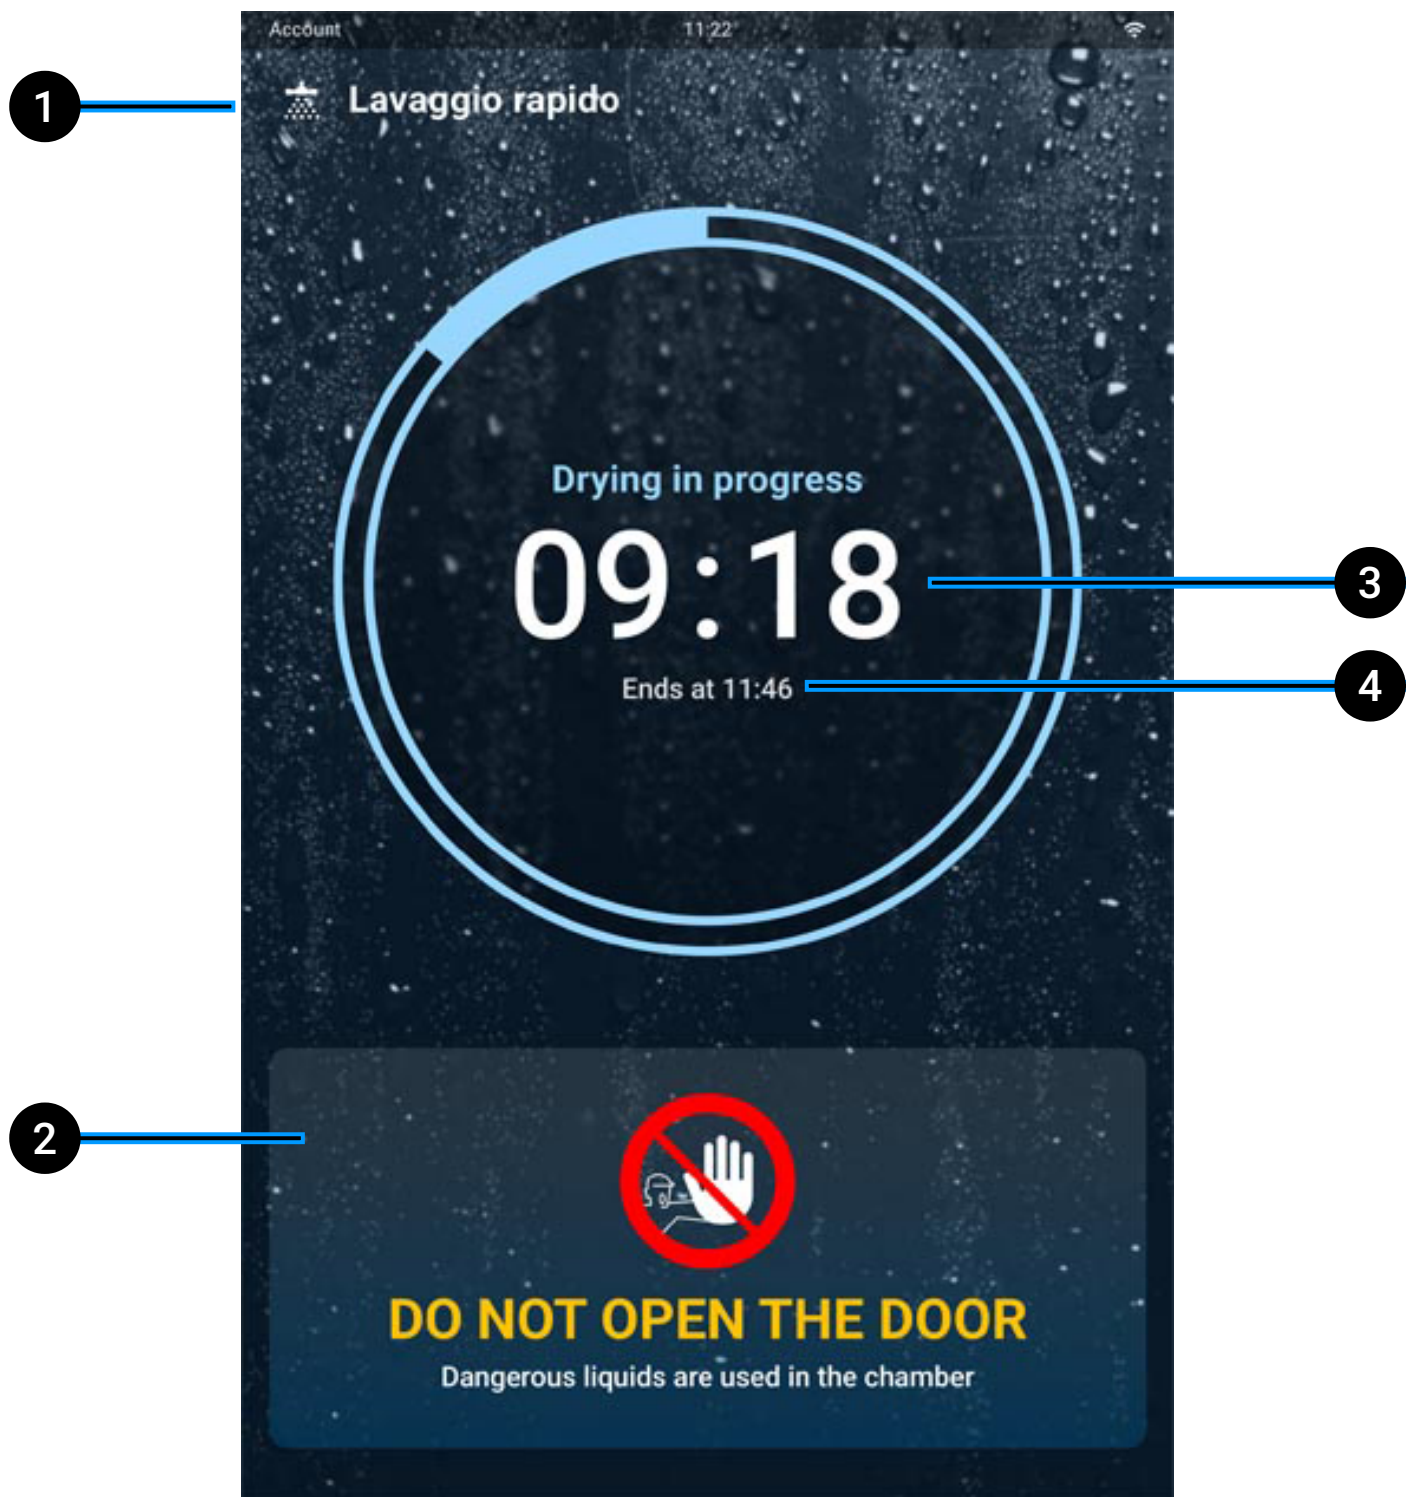 Account 11:22
1
Lavaggio rapido
Drying in progress
09:18
3
Ends at 11:46
4
2
DO NOT OPEN THE DOOR
Dangerous liquids are used in the chamber